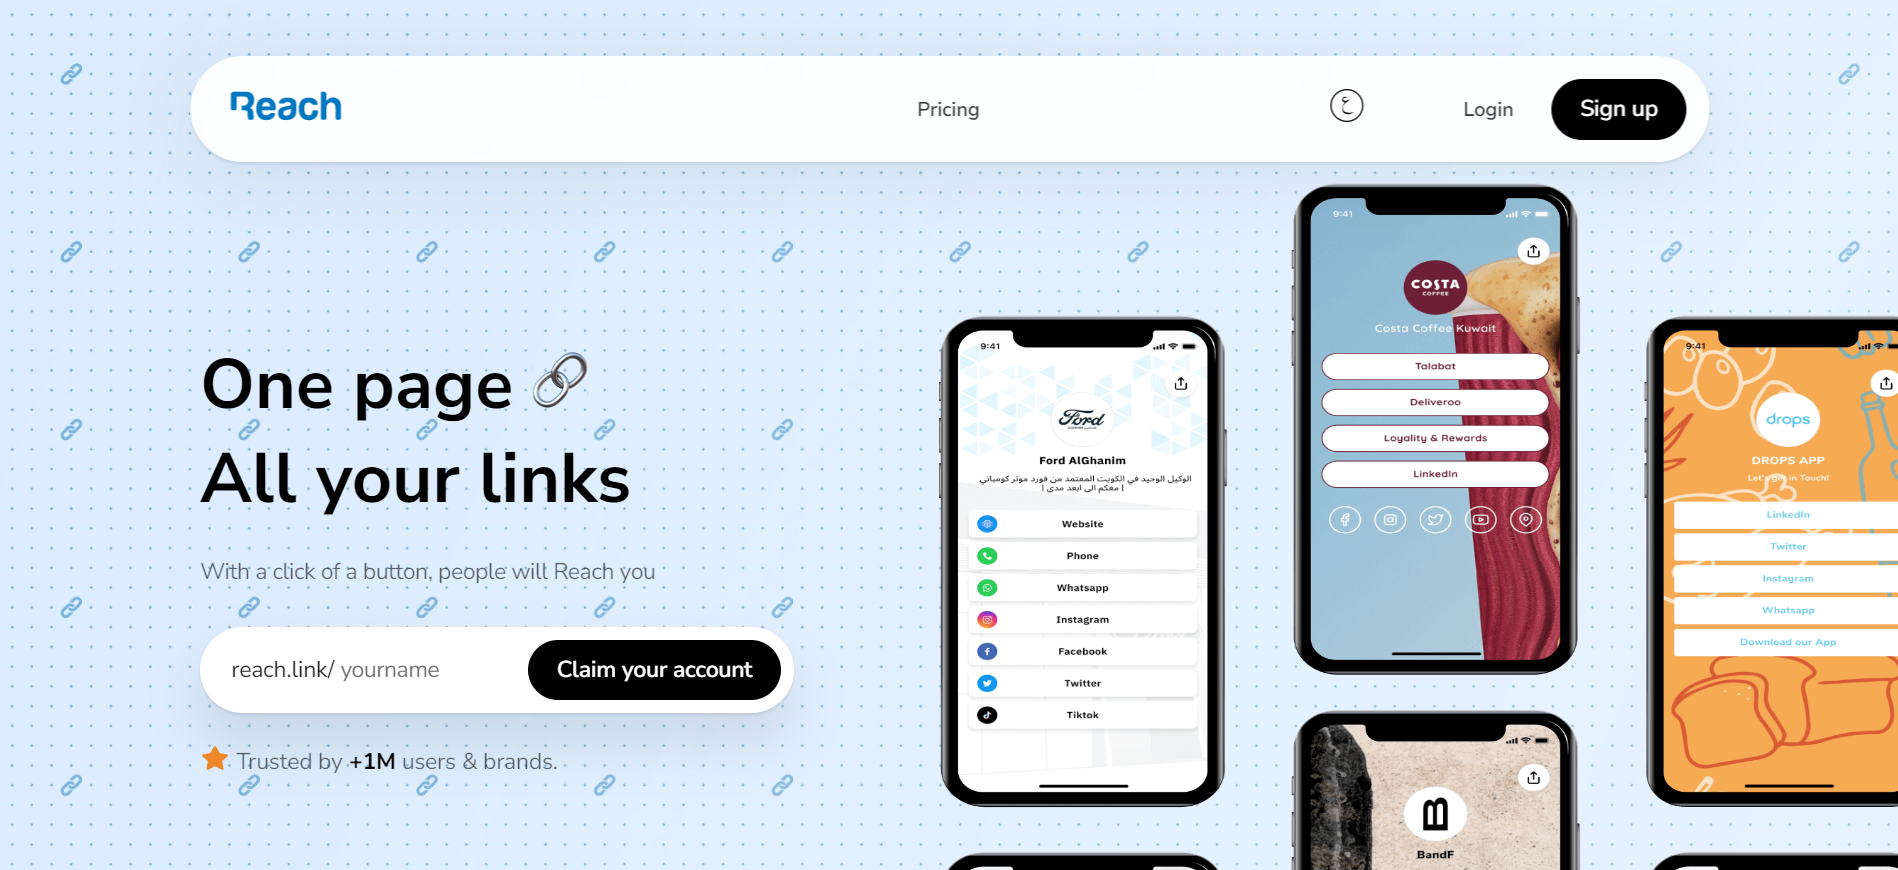 Reach
Pricing
ع
Login
Sign up
One page
All your links
With a click of a button, people will Reach you
reach.link/ yourname
Claim your account
Trusted by +1M users & brands.
9:41
Ford
Ford AlGhanim
الوكيل الوحيد في الكويت المعتمد من فورد موتر كومباني
| معكم الى ابعد مدى |
Website
Phone
Whatsapp
Instagram
Facebook
Twitter
Tiktok
9:41
COSTA
COFFEE
Costa Coffee Kuwait
Talabat
Deliveroo
Loyality & Rewards
LinkedIn
B
BandF
9:41
drops
DROPS APP
Let's get in Touch!
LinkedIn
Twitter
Instagram
Whatsapp
Download our App